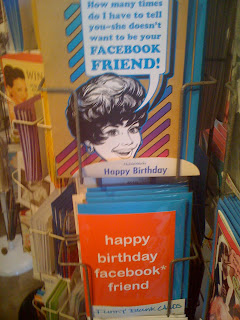 How many times
do I have to tell
you–she doesn't
want to be your
FACEBOOK
FRIEND!
WIN
Happy Birthday
happy
birthday
facebook*
friend